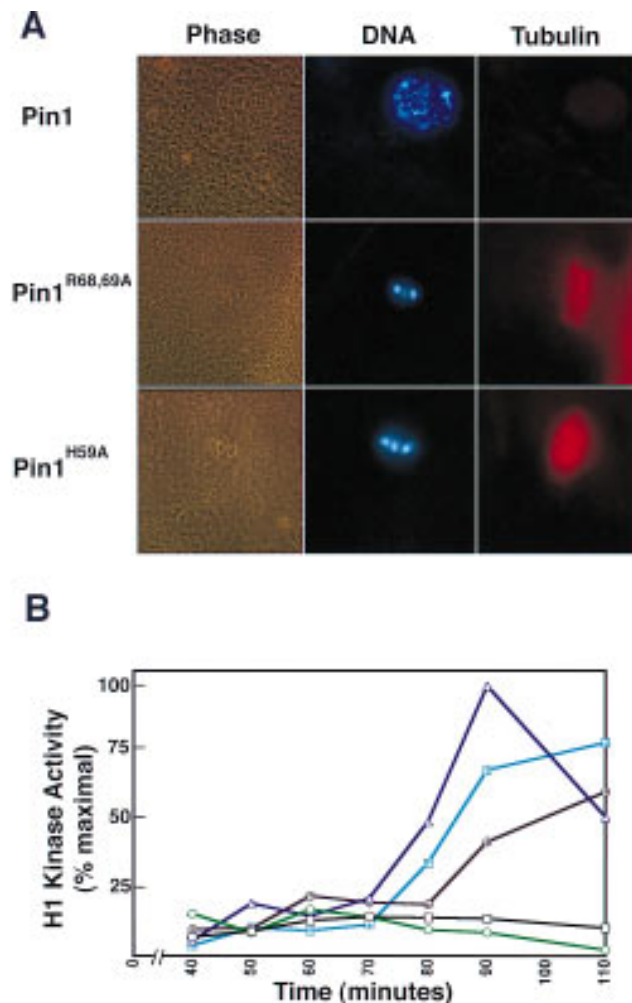 A
Phase DNA Tubulin
Pin1
Pin1R68,69A
Pin1H59A
B
H1 Kinase Activity
(% maximal)
100
75
50
25
0 40 50 60 70 80 90 100 110
Time (minutes)